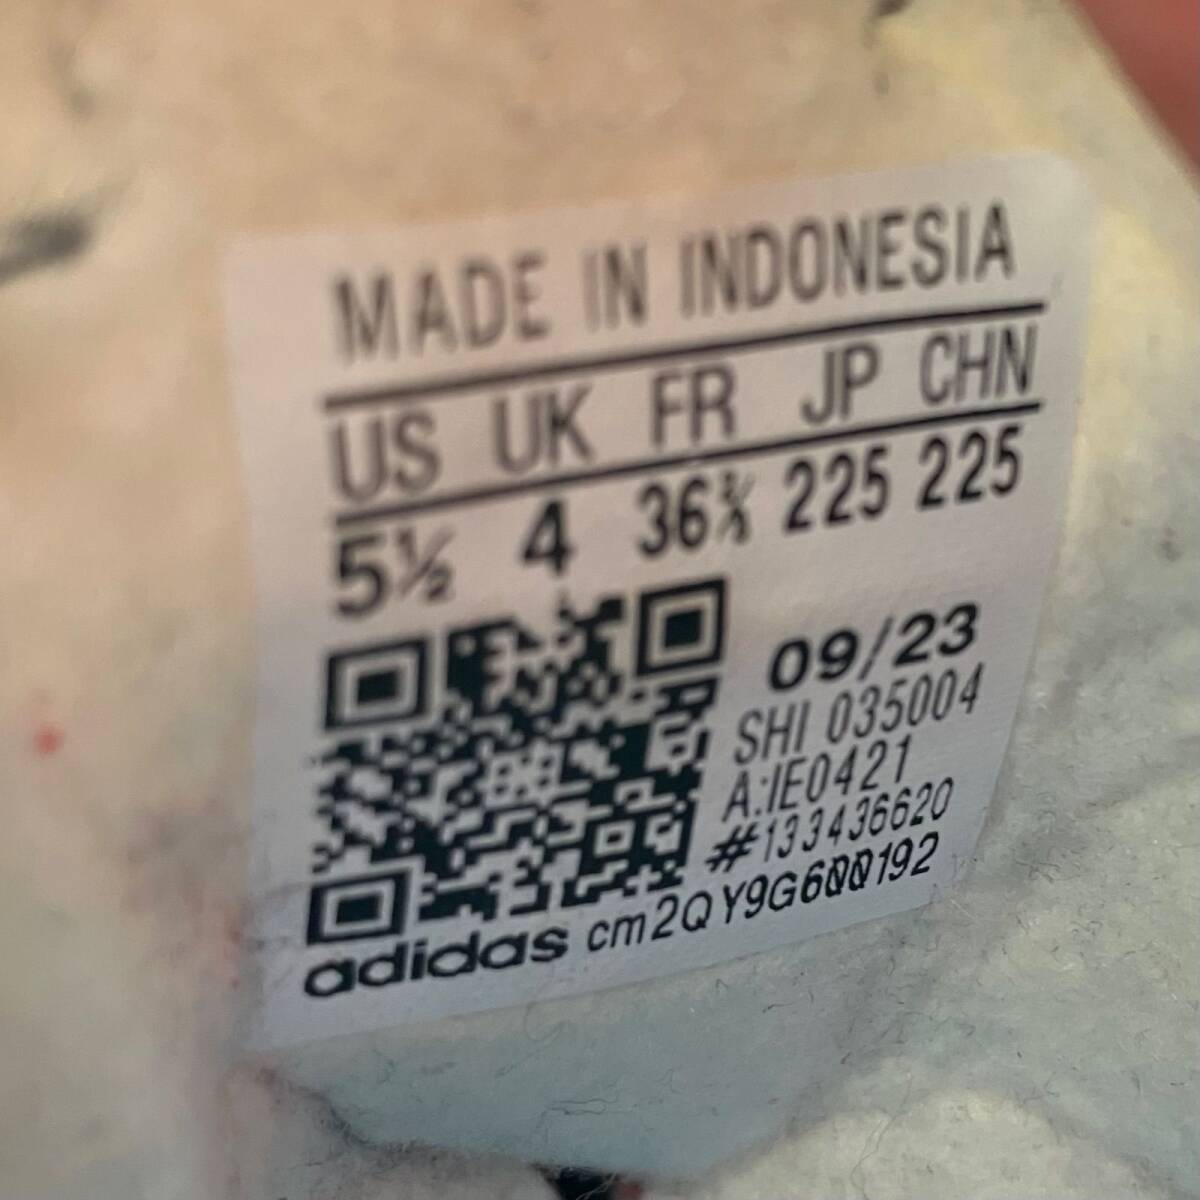 MADE IN INDONESIA
US UK FR JP CHN
5½ 4 36⅔ 225 225
09/23
SHI 035004
A:IE0421
#133436620
adidas cm2QY9G600192